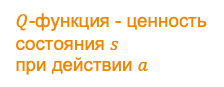 Q-функция - ценность
состояния s
при действии a